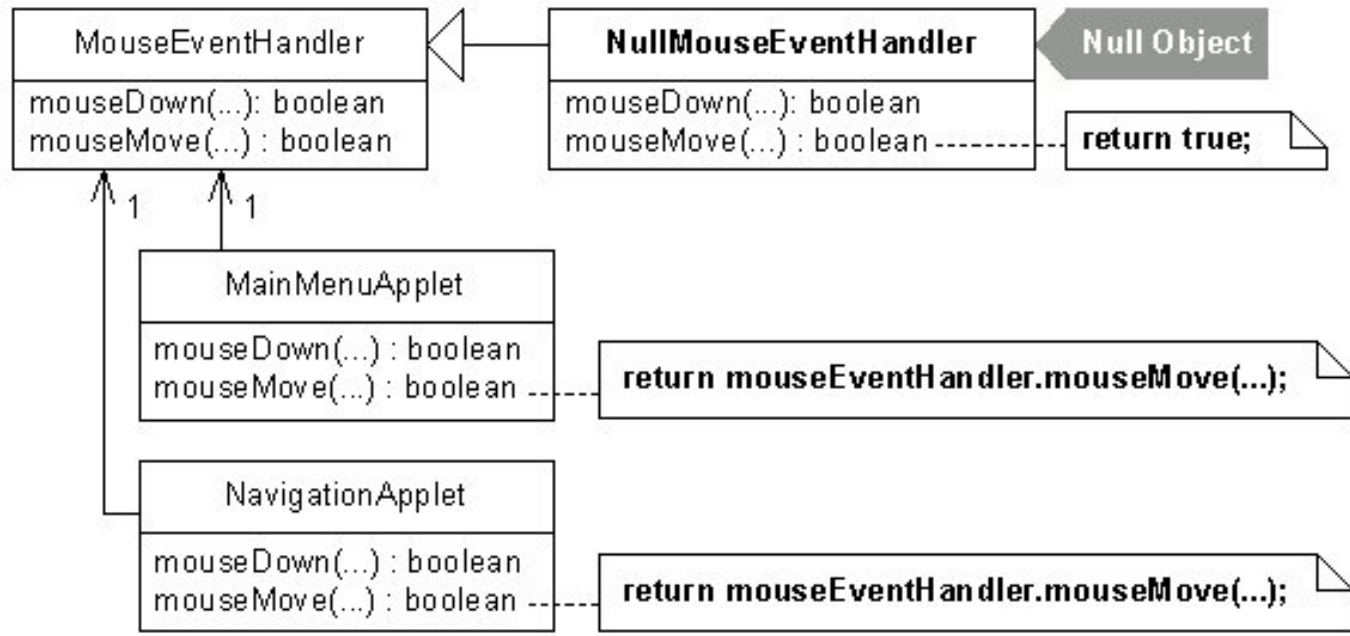 MouseEventHandler
mouseDown(...): boolean
mouseMove(...) : boolean
NullMouseEventHandler
mouseDown(...): boolean
mouseMove(...) : boolean
Null Object
return true;
1
1
MainMenuApplet
mouseDown(...) : boolean
mouseMove(...) : boolean
return mouseEventHandler.mouseMove(...);
NavigationApplet
mouseDown(...) : boolean
mouseMove(...) : boolean
return mouseEventHandler.mouseMove(...);